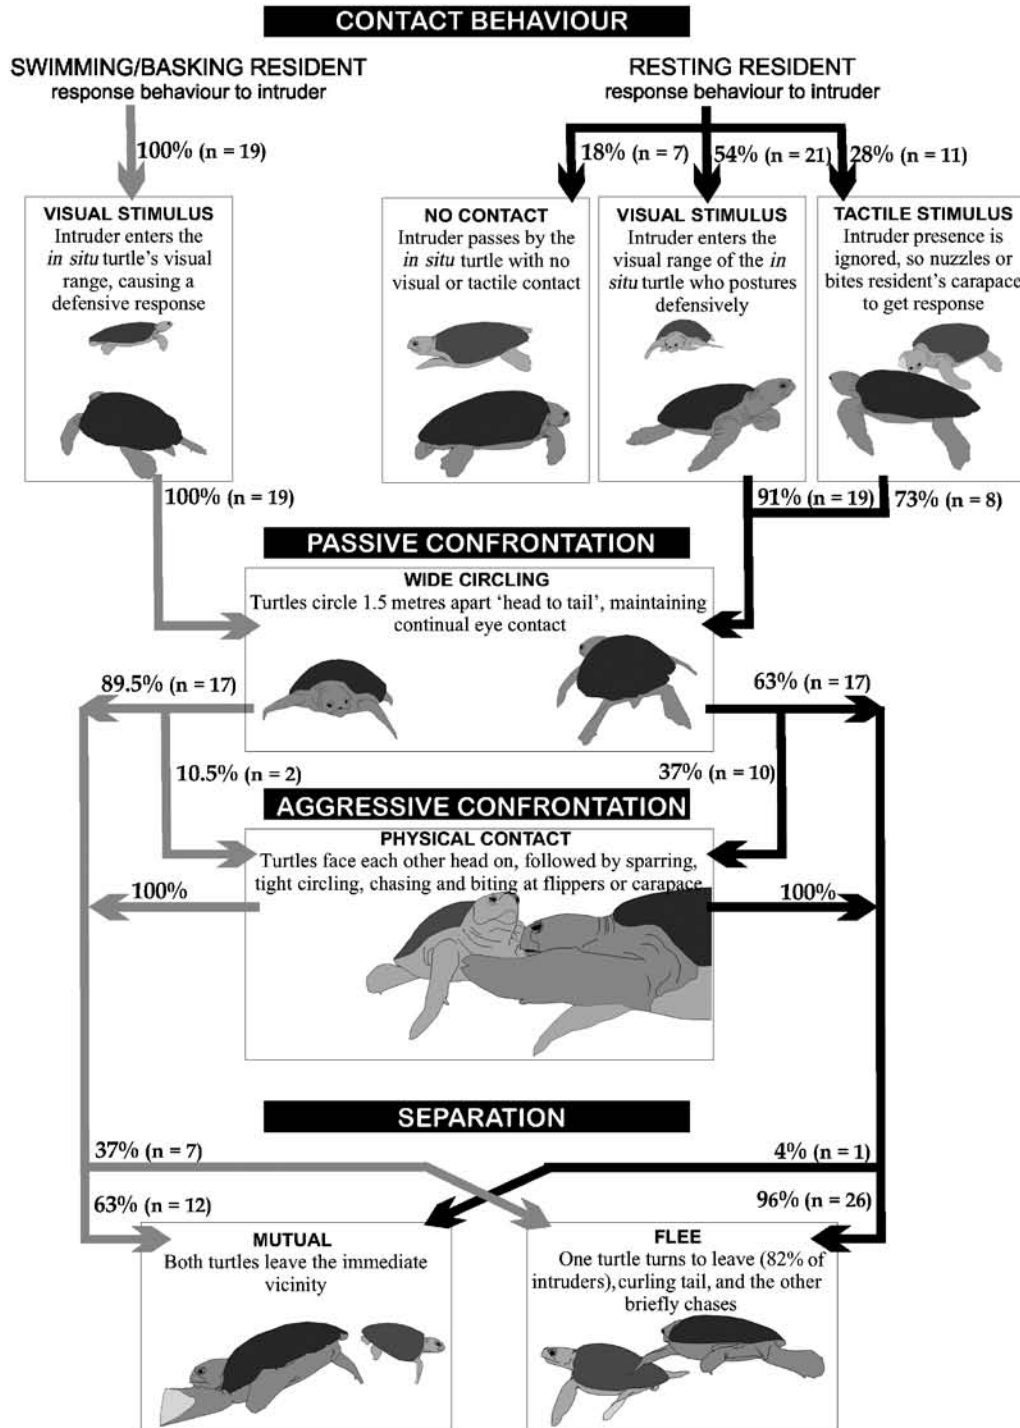 CONTACT BEHAVIOUR
SWIMMING/BASKING RESIDENT
response behaviour to intruder
RESTING RESIDENT
response behaviour to intruder
100% (n = 19)
18% (n = 7)
54% (n = 21)
28% (n = 11)
VISUAL STIMULUS
Intruder enters the
in situ turtle's visual
range, causing a
defensive response
NO CONTACT
Intruder passes by the
in situ turtle with no
visual or tactile contact
VISUAL STIMULUS
Intruder enters the
visual range of the in
situ turtle who postures
defensively
TACTILE STIMULUS
Intruder presence is
ignored, so nuzzles or
bites resident's carapace
to get response
100% (n = 19)
91% (n = 19)
73% (n = 8)
PASSIVE CONFRONTATION
WIDE CIRCLING
Turtles circle 1.5 metres apart 'head to tail', maintaining
continual eye contact
89.5% (n = 17)
63% (n = 17)
10.5% (n = 2)
37% (n = 10)
AGGRESSIVE CONFRONTATION
PHYSICAL CONTACT
Turtles face each other head on, followed by sparring,
tight circling, chasing and biting at flippers or carapace
100%
100%
SEPARATION
37% (n = 7)
4% (n = 1)
63% (n = 12)
96% (n = 26)
MUTUAL
Both turtles leave the immediate
vicinity
FLEE
One turtle turns to leave (82% of
intruders), curling tail, and the other
briefly chases